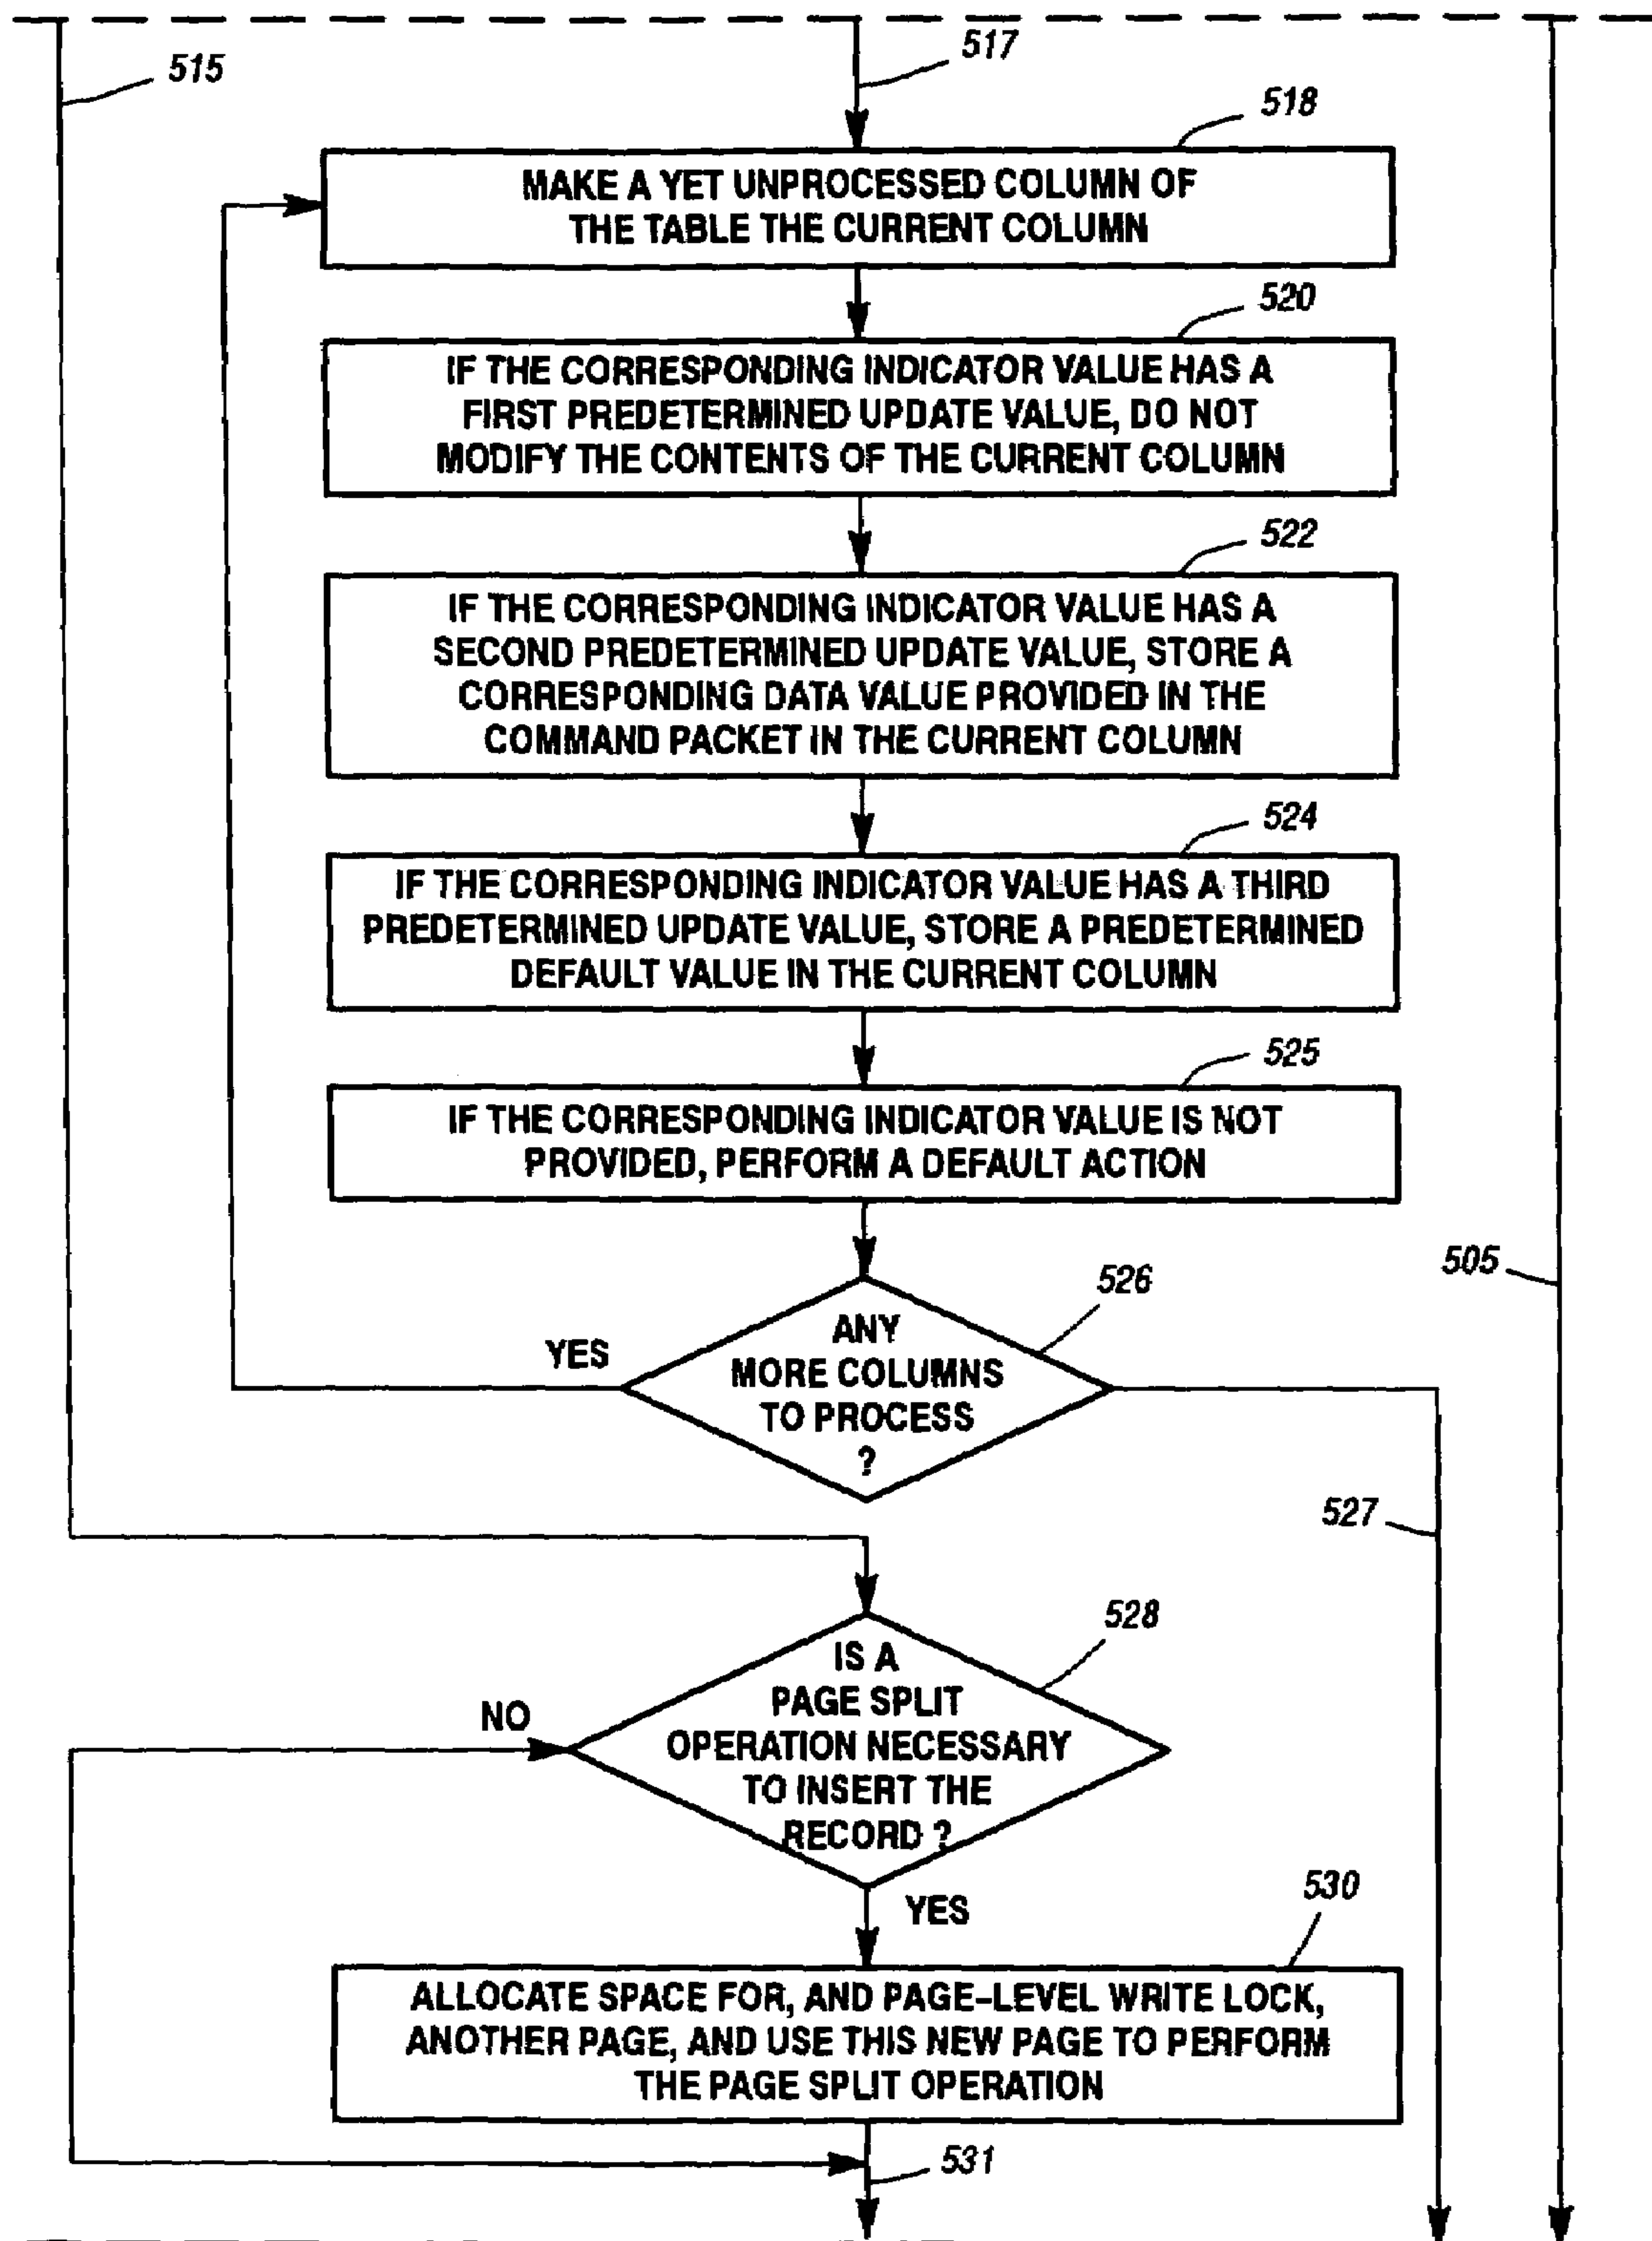 515
517
518
MAKE A YET UNPROCESSED COLUMN OF
THE TABLE THE CURRENT COLUMN
520
IF THE CORRESPONDING INDICATOR VALUE HAS A
FIRST PREDETERMINED UPDATE VALUE, DO NOT
MODIFY THE CONTENTS OF THE CURRENT COLUMN
522
IF THE CORRESPONDING INDICATOR VALUE HAS A
SECOND PREDETERMINED UPDATE VALUE, STORE A
CORRESPONDING DATA VALUE PROVIDED IN THE
COMMAND PACKET IN THE CURRENT COLUMN
524
IF THE CORRESPONDING INDICATOR VALUE HAS A THIRD
PREDETERMINED UPDATE VALUE, STORE A PREDETERMINED
DEFAULT VALUE IN THE CURRENT COLUMN
525
IF THE CORRESPONDING INDICATOR VALUE IS NOT
PROVIDED, PERFORM A DEFAULT ACTION
505
526
YES
ANY
MORE COLUMNS
TO PROCESS
?
527
528
IS A
PAGE SPLIT
OPERATION NECESSARY
TO INSERT THE
RECORD ?
NO
YES
530
ALLOCATE SPACE FOR, AND PAGE-LEVEL WRITE LOCK,
ANOTHER PAGE, AND USE THIS NEW PAGE TO PERFORM
THE PAGE SPLIT OPERATION
531